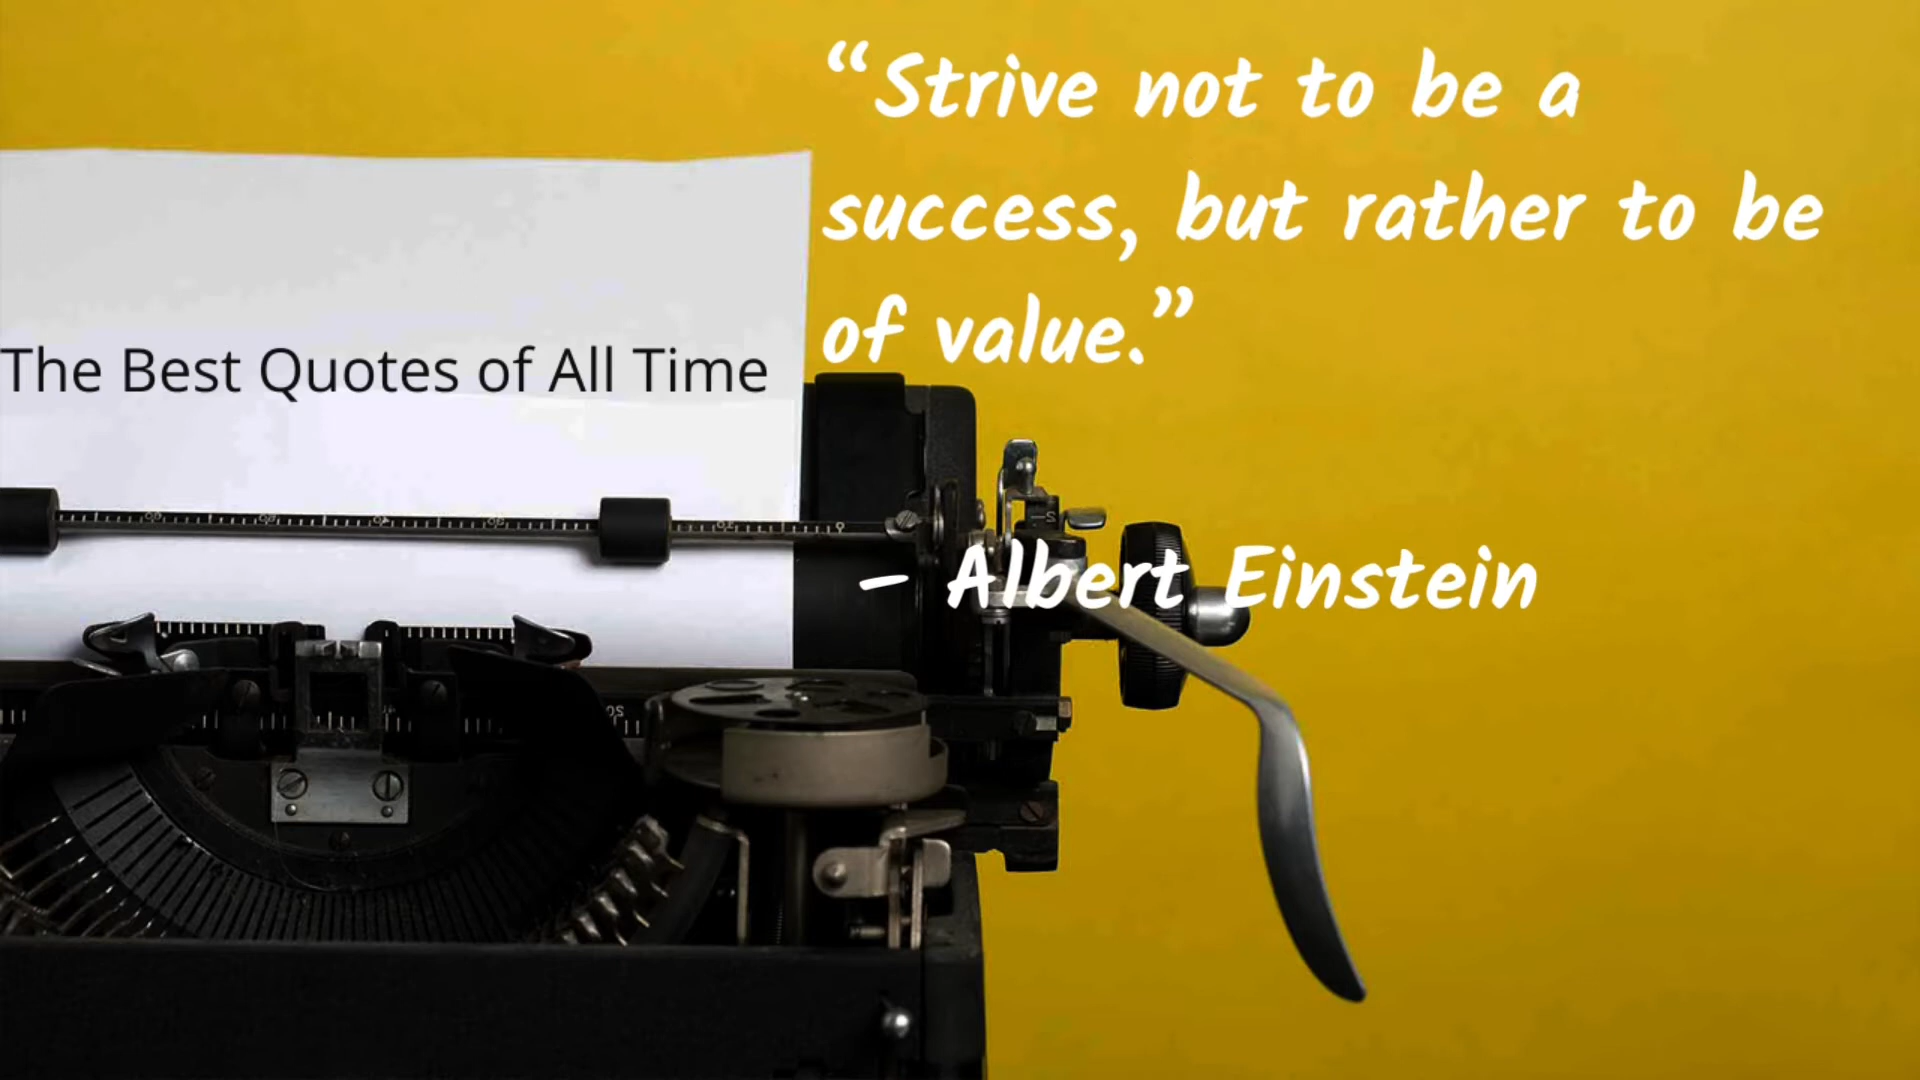 “Strive not to be a
success, but rather to be
of value.”
The Best Quotes of All Time
– Albert Einstein